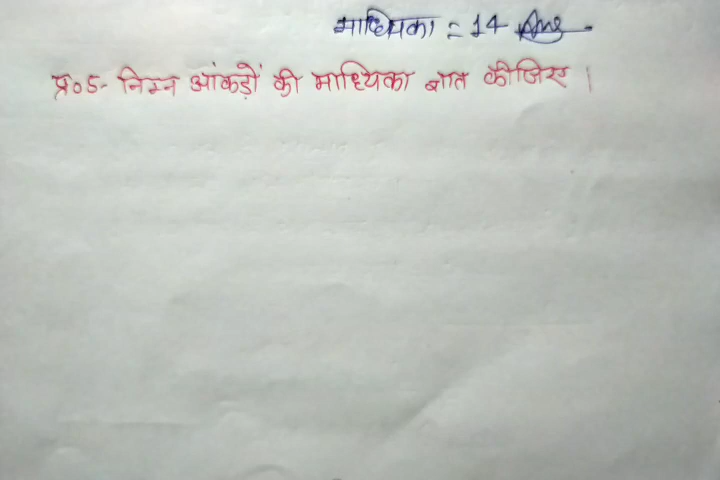 माध्यिका = 14 Ans
प्र०5- निम्न आंकड़ों की माध्यिका ज्ञात कीजिए ।